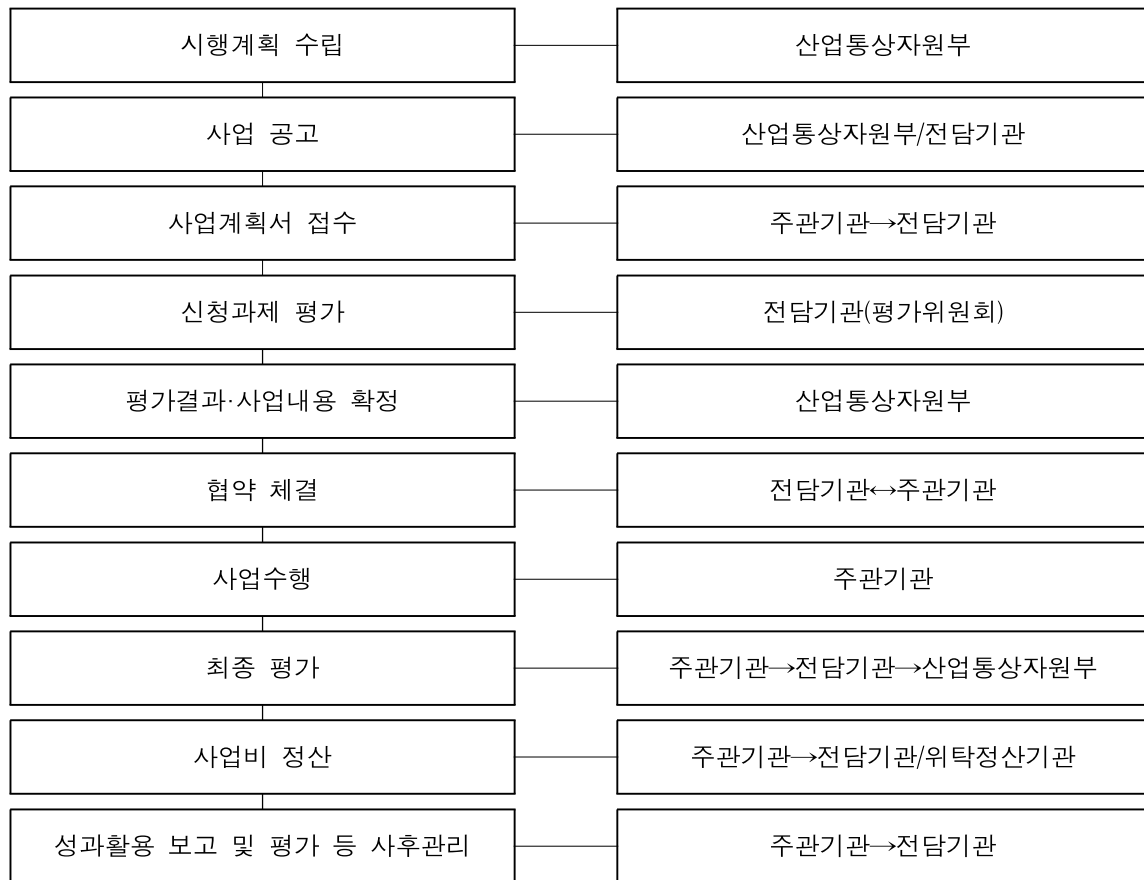 시행계획 수립
산업통상자원부
사업 공고
산업통상자원부/전담기관
사업계획서 접수
주관기관→전담기관
신청과제 평가
전담기관(평가위원회)
평가결과·사업내용 확정
산업통상자원부
협약 체결
전담기관↔주관기관
사업수행
주관기관
최종 평가
주관기관→전담기관→산업통상자원부
사업비 정산
주관기관→전담기관/위탁정산기관
성과활용 보고 및 평가 등 사후관리
주관기관→전담기관